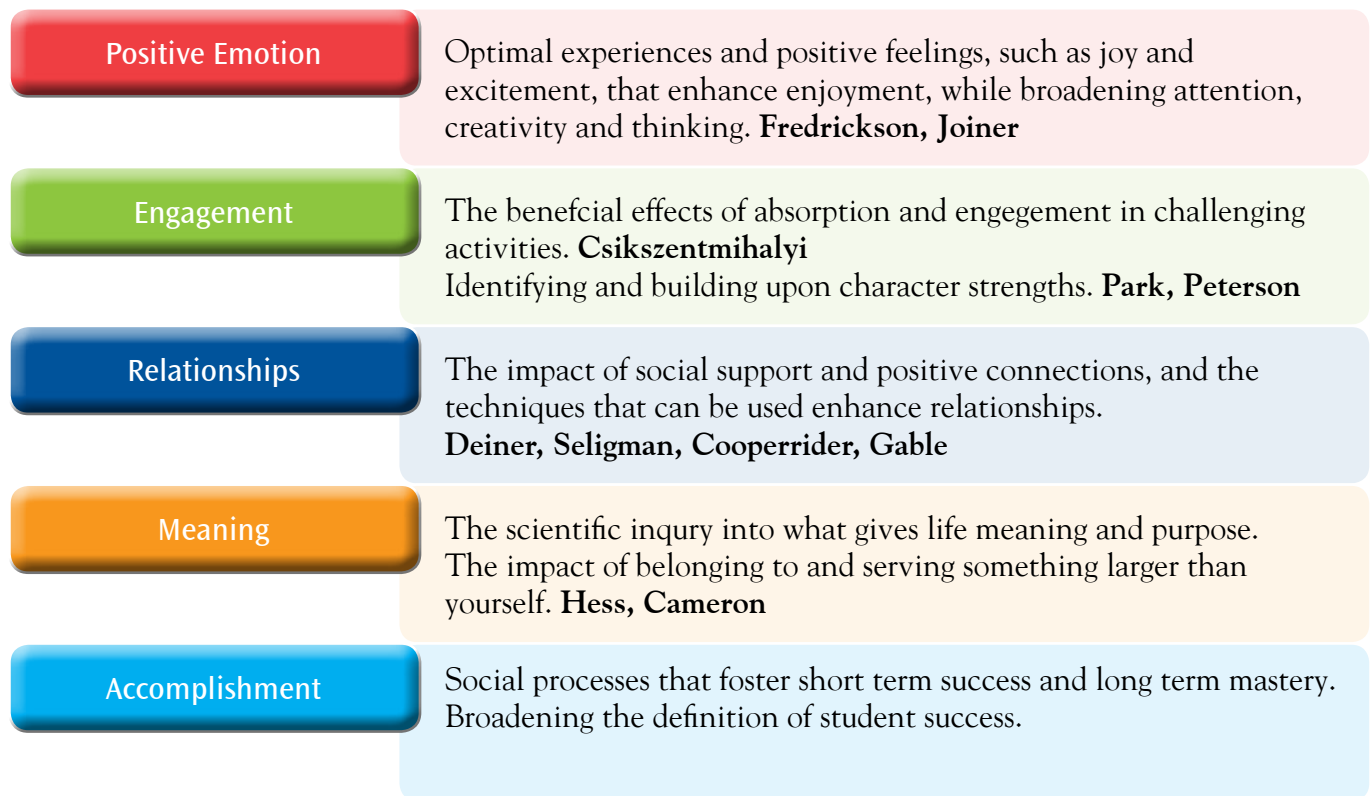 Positive Emotion
Optimal experiences and positive feelings, such as joy and
excitement, that enhance enjoyment, while broadening attention,
creativity and thinking. Fredrickson, Joiner
Engagement
The benefcial effects of absorption and engegement in challenging
activities. Csikszentmihalyi
Identifying and building upon character strengths. Park, Peterson
Relationships
The impact of social support and positive connections, and the
techniques that can be used enhance relationships.
Deiner, Seligman, Cooperrider, Gable
Meaning
The scientific inqury into what gives life meaning and purpose.
The impact of belonging to and serving something larger than
yourself. Hess, Cameron
Accomplishment
Social processes that foster short term success and long term mastery.
Broadening the definition of student success.